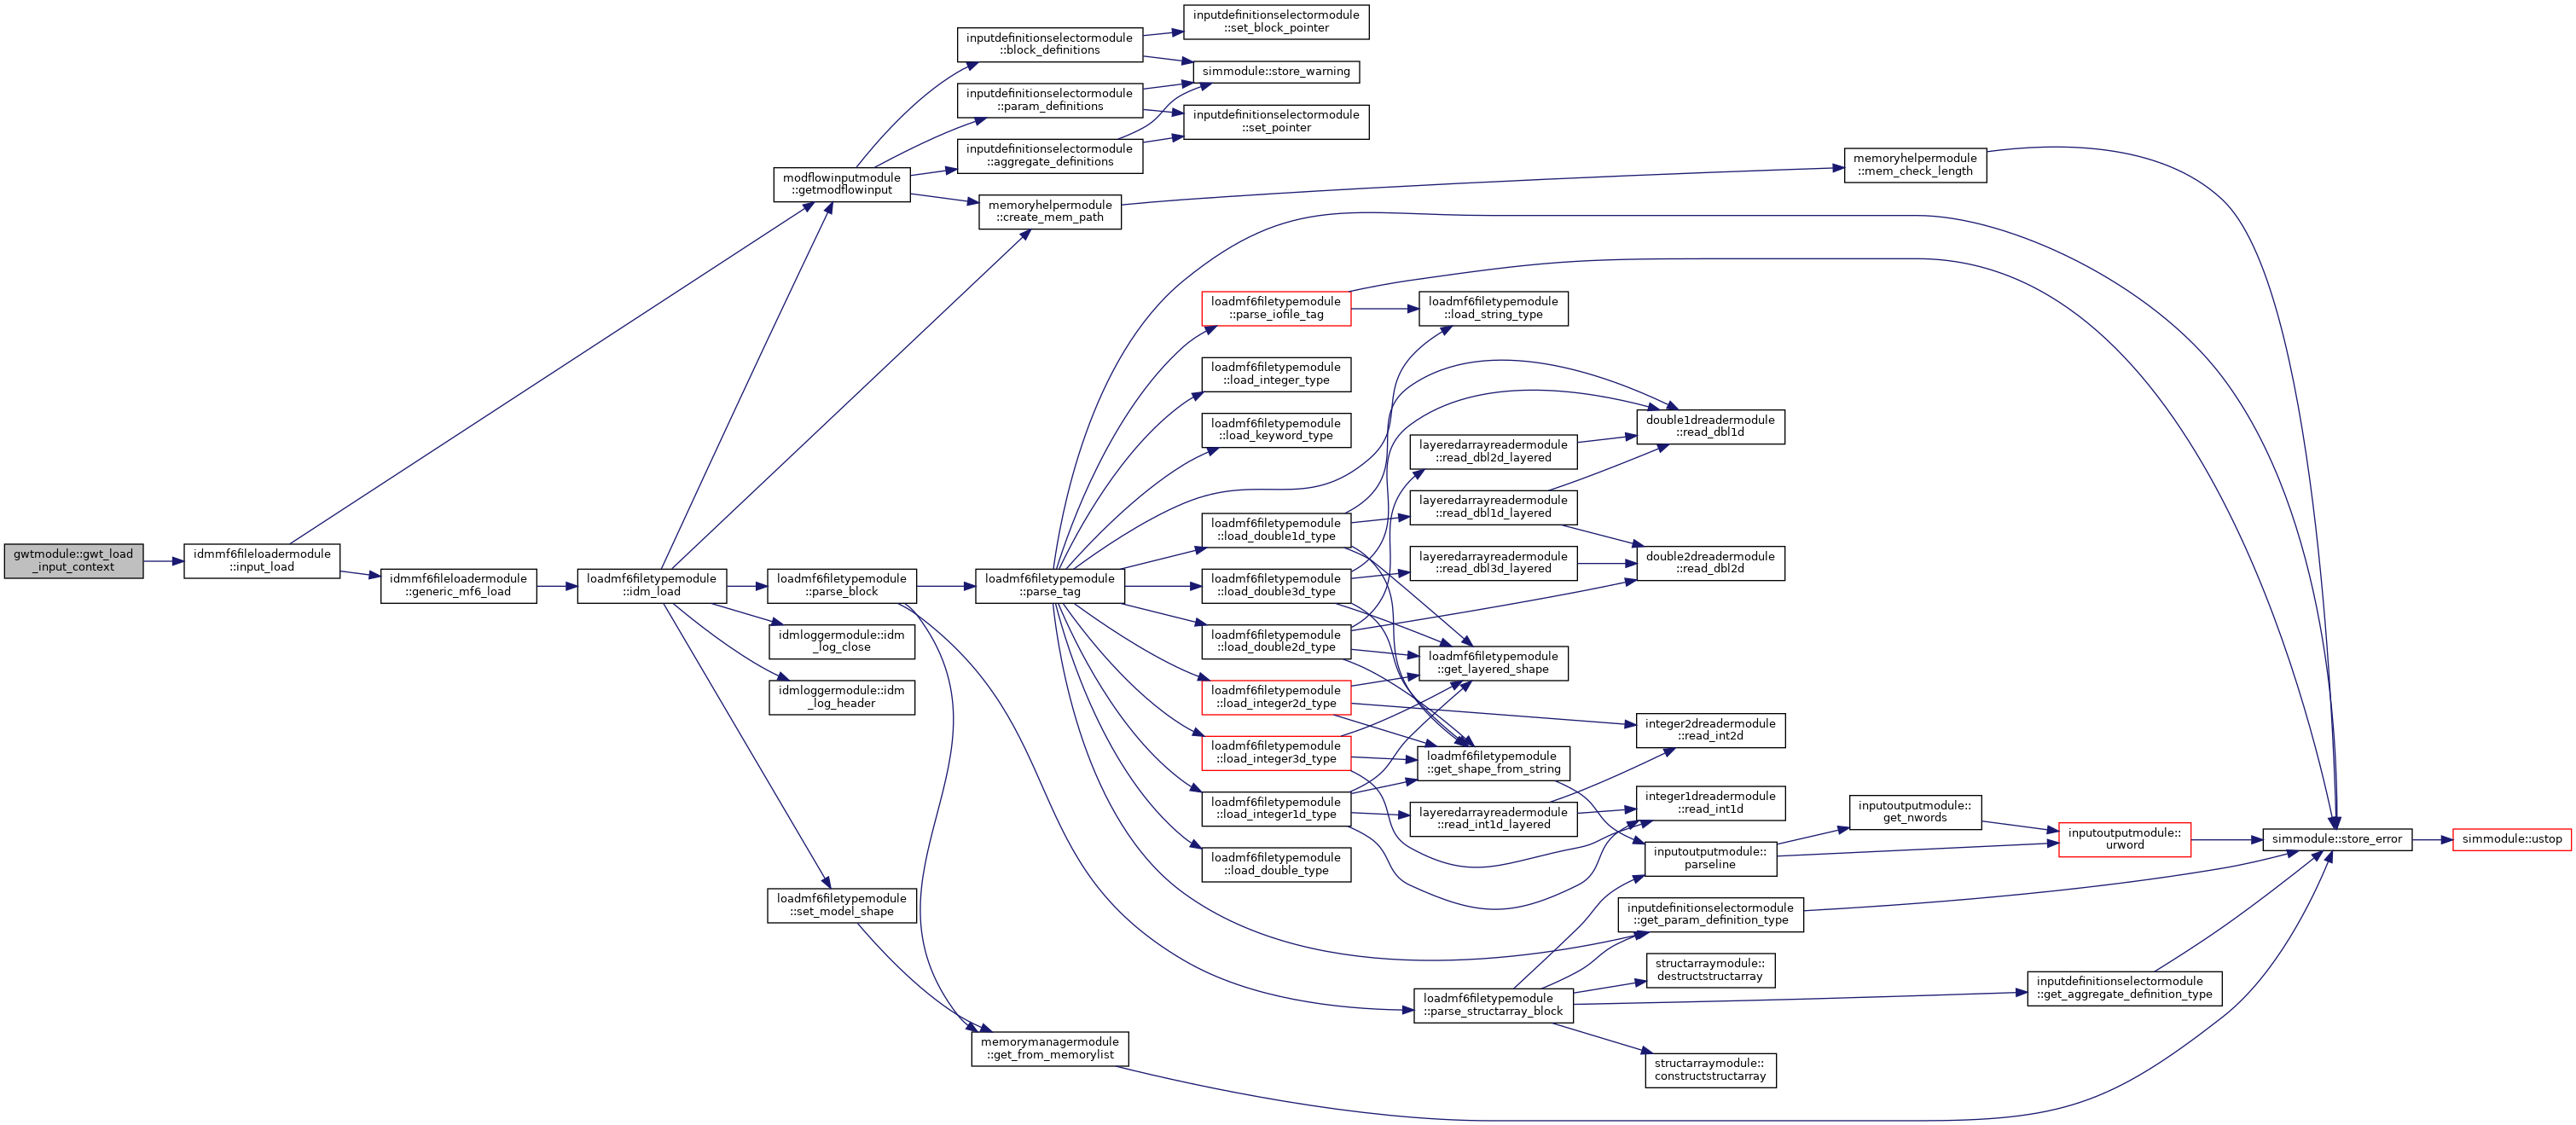 gwtmodule::gwt_load
_input_context
idmmf6fileloadermodule
::input_load
idmmf6fileloadermodule
::generic_mf6_load
loadmf6filetypemodule
::idm_load
modflowinputmodule
::getmodflowinput
loadmf6filetypemodule
::parse_block
idmloggermodule::idm
_log_close
idmloggermodule::idm
_log_header
loadmf6filetypemodule
::set_model_shape
inputdefinitionselectormodule
::block_definitions
inputdefinitionselectormodule
::param_definitions
inputdefinitionselectormodule
::aggregate_definitions
memoryhelpermodule
::create_mem_path
loadmf6filetypemodule
::parse_tag
memorymanagermodule
::get_from_memorylist
inputdefinitionselectormodule
::set_block_pointer
simmodule::store_warning
inputdefinitionselectormodule
::set_pointer
loadmf6filetypemodule
::parse_iofile_tag
loadmf6filetypemodule
::load_integer_type
loadmf6filetypemodule
::load_keyword_type
loadmf6filetypemodule
::load_double1d_type
loadmf6filetypemodule
::load_double3d_type
loadmf6filetypemodule
::load_double2d_type
loadmf6filetypemodule
::load_integer2d_type
loadmf6filetypemodule
::load_integer3d_type
loadmf6filetypemodule
::load_integer1d_type
loadmf6filetypemodule
::load_double_type
loadmf6filetypemodule
::load_string_type
layeredarrayreadermodule
::read_dbl2d_layered
layeredarrayreadermodule
::read_dbl1d_layered
layeredarrayreadermodule
::read_dbl3d_layered
loadmf6filetypemodule
::get_layered_shape
loadmf6filetypemodule
::get_shape_from_string
layeredarrayreadermodule
::read_int1d_layered
loadmf6filetypemodule
::parse_structarray_block
double1dreadermodule
::read_dbl1d
double2dreadermodule
::read_dbl2d
integer2dreadermodule
::read_int2d
integer1dreadermodule
::read_int1d
inputoutputmodule::
parseline
inputdefinitionselectormodule
::get_param_definition_type
structarraymodule::
destructstructarray
structarraymodule::
constructstructarray
memoryhelpermodule
::mem_check_length
inputoutputmodule::
get_nwords
inputoutputmodule::
urword
inputdefinitionselectormodule
::get_aggregate_definition_type
simmodule::store_error
simmodule::ustop